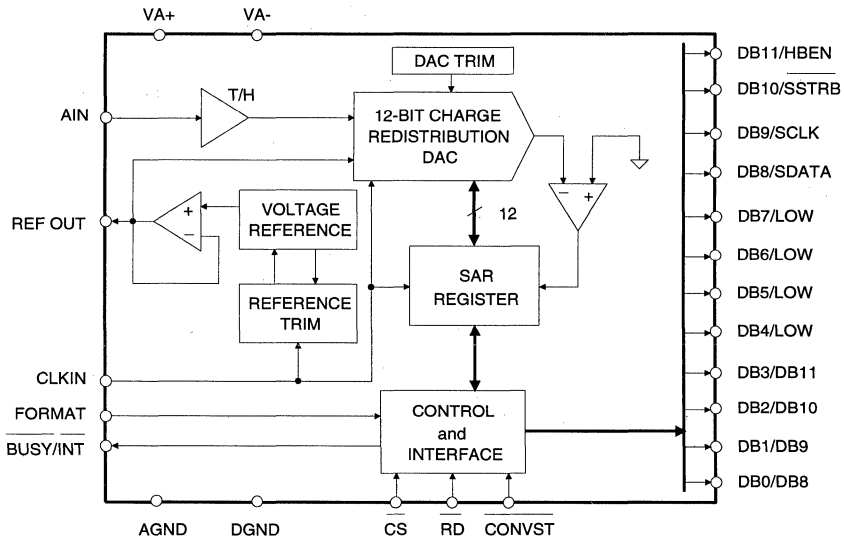 VA+
VA-
DAC TRIM
DB11/HBEN
DB10/SSTRB
T/H
AIN
12-BIT CHARGE
REDISTRIBUTION
DAC
DB9/SCLK
DB8/SDATA
REF OUT
+
−
VOLTAGE
REFERENCE
12
−
+
DB7/LOW
DB6/LOW
REFERENCE
TRIM
SAR
REGISTER
DB5/LOW
DB4/LOW
CLKIN
DB3/DB11
FORMAT
CONTROL
and
INTERFACE
DB2/DB10
BUSY/INT
DB1/DB9
DB0/DB8
AGND
DGND
CS
RD
CONVST